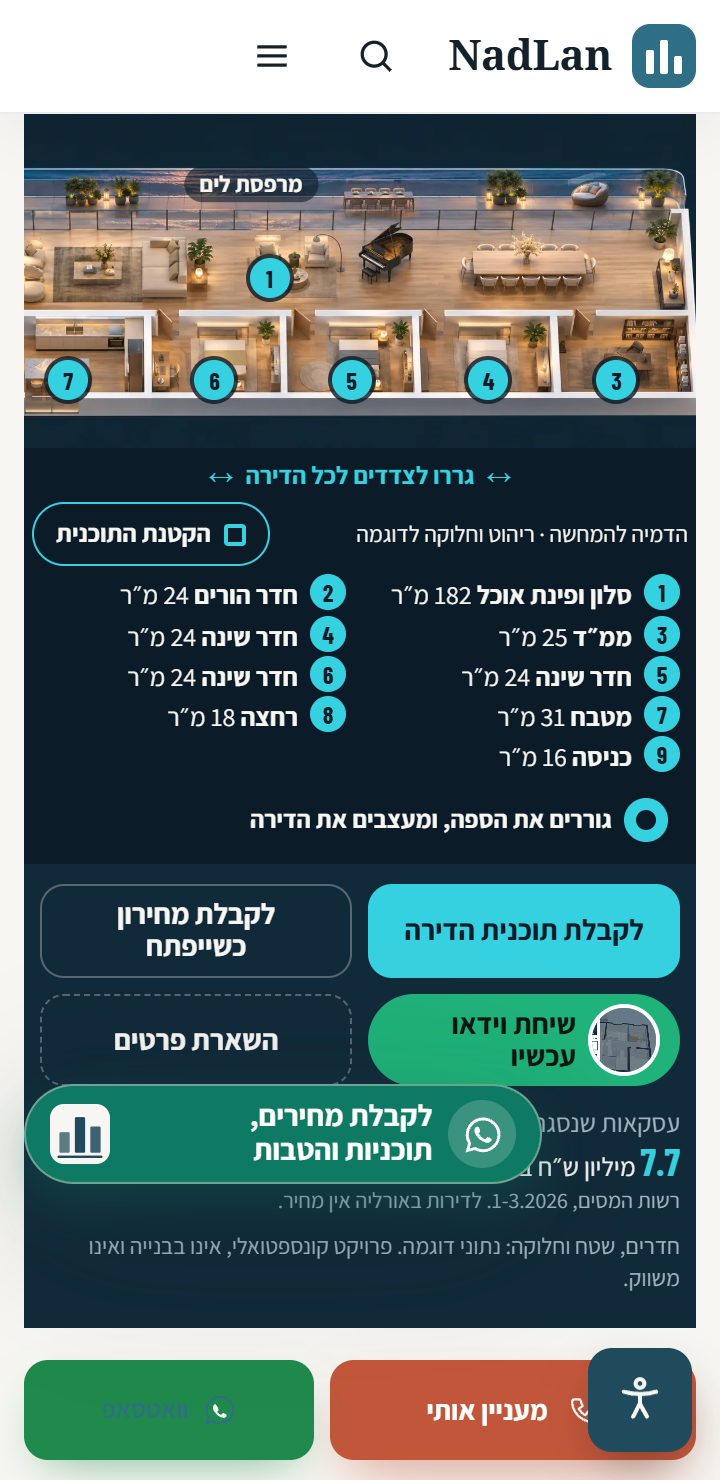 NadLan
מרפסת לים
1
7
6
5
4
3
↔ גררו לצדדים לכל הדירה ↔
הדמיה להמחשה · ריהוט וחלוקה לדוגמה
הקטנת התוכנית
1 סלון ופינת אוכל 182 מ״ר
2 חדר הורים 24 מ״ר
3 ממ״ד 25 מ״ר
4 חדר שינה 24 מ״ר
5 חדר שינה 24 מ״ר
6 חדר שינה 24 מ״ר
7 מטבח 31 מ״ר
8 רחצה 18 מ״ר
9 כניסה 16 מ״ר
גוררים את הספה, ומעצבים את הדירה
לקבלת תוכנית הדירה
לקבלת מחירון
כשייפתח
שיחת וידאו
עכשיו
השארת פרטים
לקבלת מחירים,
תוכניות והטבות
עסקאות
7.7 מיליון ש״ח
רשות המסים, 1-3.2026. לדירות באורליה אין מחיר.
חדרים, שטח וחלוקה: נתוני דוגמה. פרויקט קונספטואלי, אינו בבנייה ואינו
משווק.
מעניין אותי
וואטסאפ